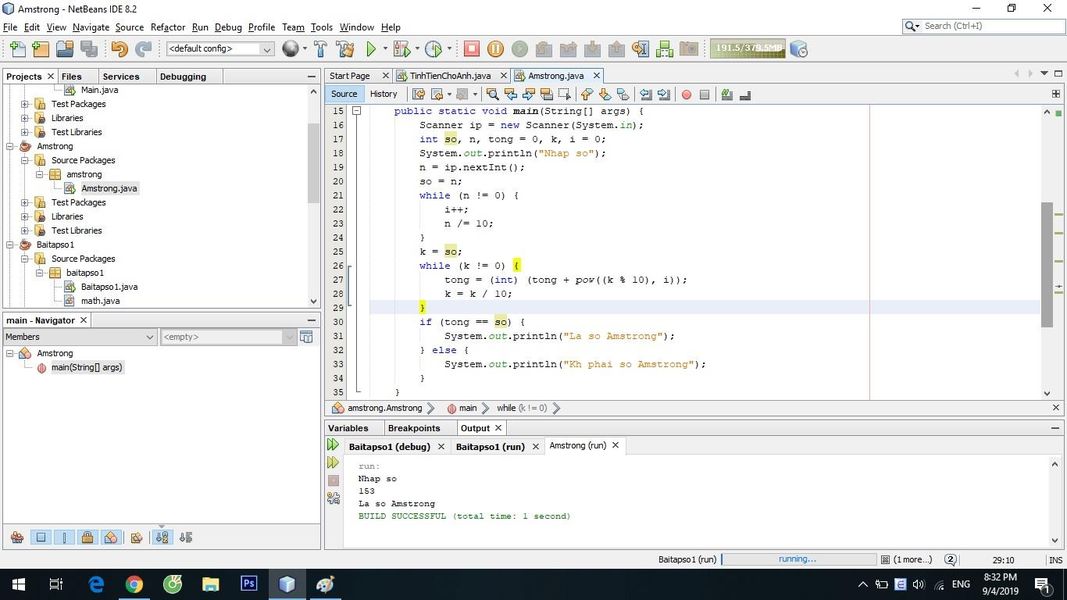 Amstrong - NetBeans IDE 8.2
File Edit View Navigate Source Refactor Run Debug Profile Team Tools Window Help
Search (Ctrl+I)
<default config>
191.5/379.5MB
Projects Files Services Debugging
Main.java
Test Packages
Libraries
Test Libraries
Amstrong
Source Packages
amstrong
Amstrong.java
Test Packages
Libraries
Test Libraries
Baitapso1
Source Packages
baitapso1
Baitapso1.java
math.java
main - Navigator
Members <empty>
Amstrong
main(String[] args)
Start Page TinhTienChoAnh.java Amstrong.java
Source History
15 public static void main(String[] args) {
16 Scanner ip = new Scanner(System.in);
17 int so, n, tong = 0, k, i = 0;
18 System.out.println("Nhap so");
19 n = ip.nextInt();
20 so = n;
21 while (n != 0) {
22 i++;
23 n /= 10;
24 }
25 k = so;
26 while (k != 0) {
27 tong = (int) (tong + pow((k % 10), i));
28 k = k / 10;
29 }
30 if (tong == so) {
31 System.out.println("La so Amstrong");
32 } else {
33 System.out.println("Kh phai so Amstrong");
34 }
35 }
amstrong.Amstrong main while (k != 0)
Variables Breakpoints Output
Baitapso1 (debug) Baitapso1 (run) Amstrong (run)
run:
Nhap so
153
La so Amstrong
BUILD SUCCESSFUL (total time: 1 second)
Baitapso1 (run) running... (1 more...) 2 29:10 INS
Ps ENG 8:32 PM
9/4/2019 1